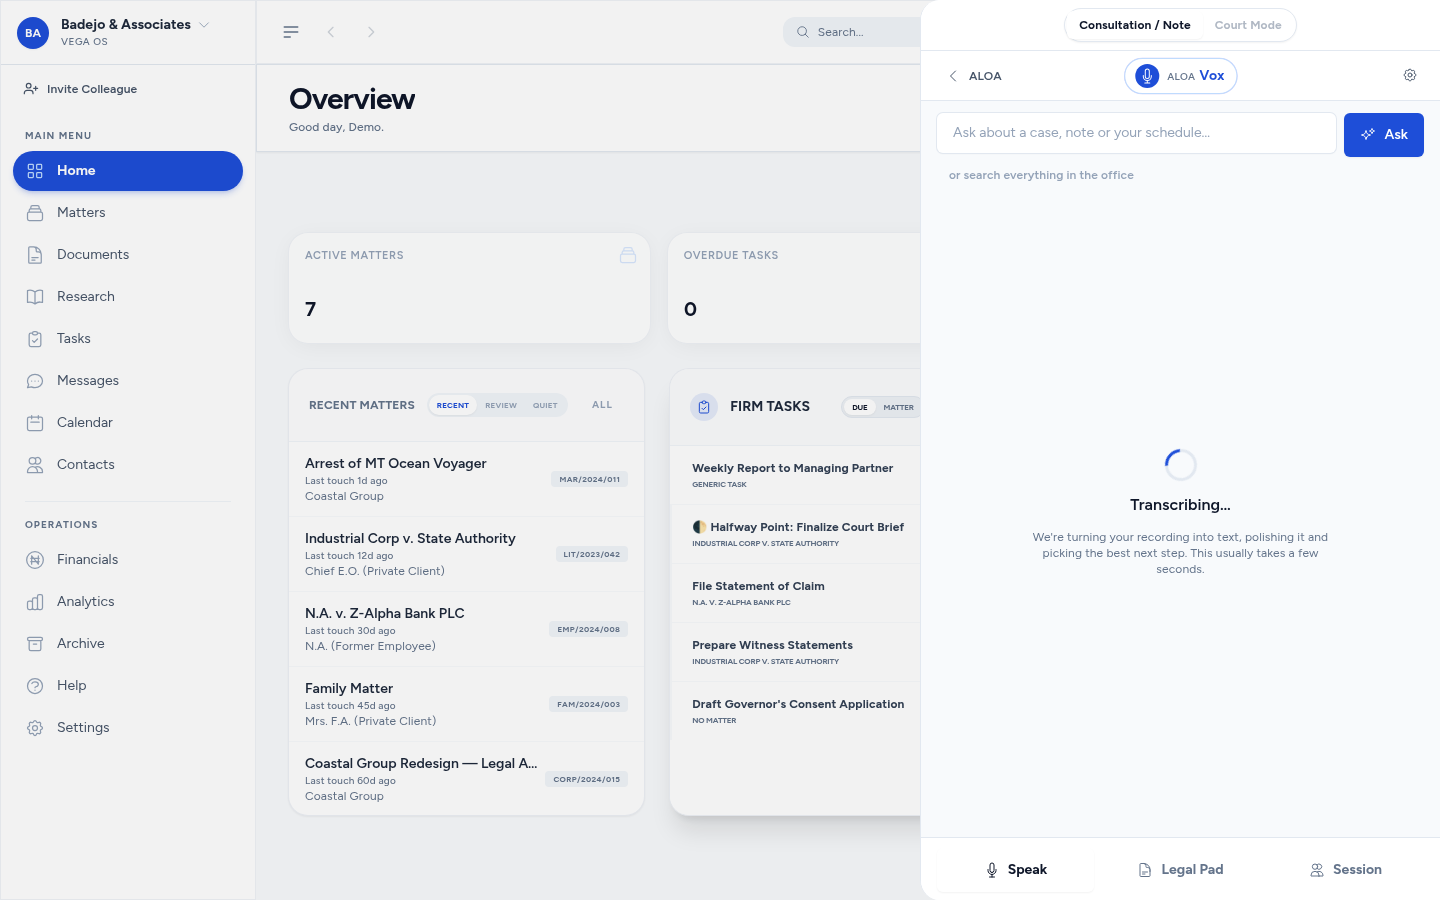 BA
Badejo & Associates
VEGA OS
Invite Colleague
MAIN MENU
Home
Matters
Documents
Research
Tasks
Messages
Calendar
Contacts
OPERATIONS
Financials
Analytics
Archive
Help
Settings
Search...
Overview
Good day, Demo.
ACTIVE MATTERS
7
OVERDUE TASKS
0
RECENT MATTERS
RECENT
REVIEW
QUIET
ALL
Arrest of MT Ocean Voyager
Last touch 1d ago
Coastal Group
MAR/2024/011
Industrial Corp v. State Authority
Last touch 12d ago
Chief E.O. (Private Client)
LIT/2023/042
N.A. v. Z-Alpha Bank PLC
Last touch 30d ago
N.A. (Former Employee)
EMP/2024/008
Family Matter
Last touch 45d ago
Mrs. F.A. (Private Client)
FAM/2024/003
Coastal Group Redesign — Legal A...
Last touch 60d ago
Coastal Group
CORP/2024/015
FIRM TASKS
DUE
MATTER
Weekly Report to Managing Partner
GENERIC TASK
🌓 Halfway Point: Finalize Court Brief
INDUSTRIAL CORP V. STATE AUTHORITY
File Statement of Claim
N.A. V. Z-ALPHA BANK PLC
Prepare Witness Statements
INDUSTRIAL CORP V. STATE AUTHORITY
Draft Governor's Consent Application
NO MATTER
Consultation / Note
Court Mode
ALOA
ALOA Vox
Ask about a case, note or your schedule...
Ask
or search everything in the office
Transcribing...
We're turning your recording into text, polishing it and
picking the best next step. This usually takes a few
seconds.
Speak
Legal Pad
Session